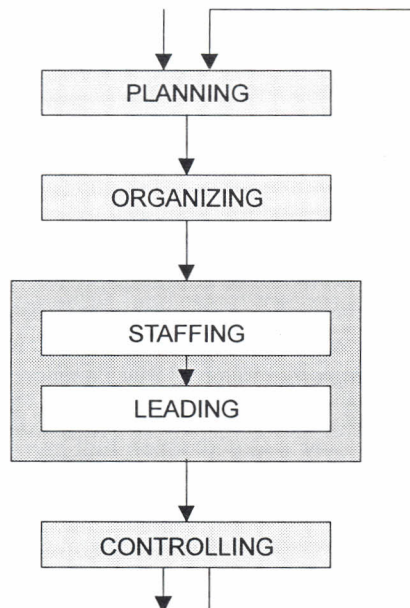 PLANNING
ORGANIZING
STAFFING
LEADING
CONTROLLING